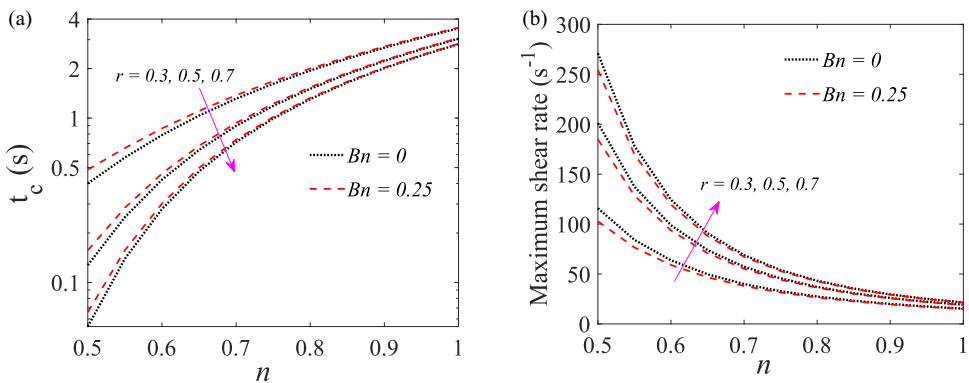 (a)
4
2
1
0.5
0.1
t_c (s)
r = 0.3, 0.5, 0.7
Bn = 0
Bn = 0.25
0.5 0.6 0.7 0.8 0.9 1
n
(b)
300
250
200
150
100
50
0
Maximum shear rate (s⁻¹)
Bn = 0
Bn = 0.25
r = 0.3, 0.5, 0.7
0.5 0.6 0.7 0.8 0.9 1
n